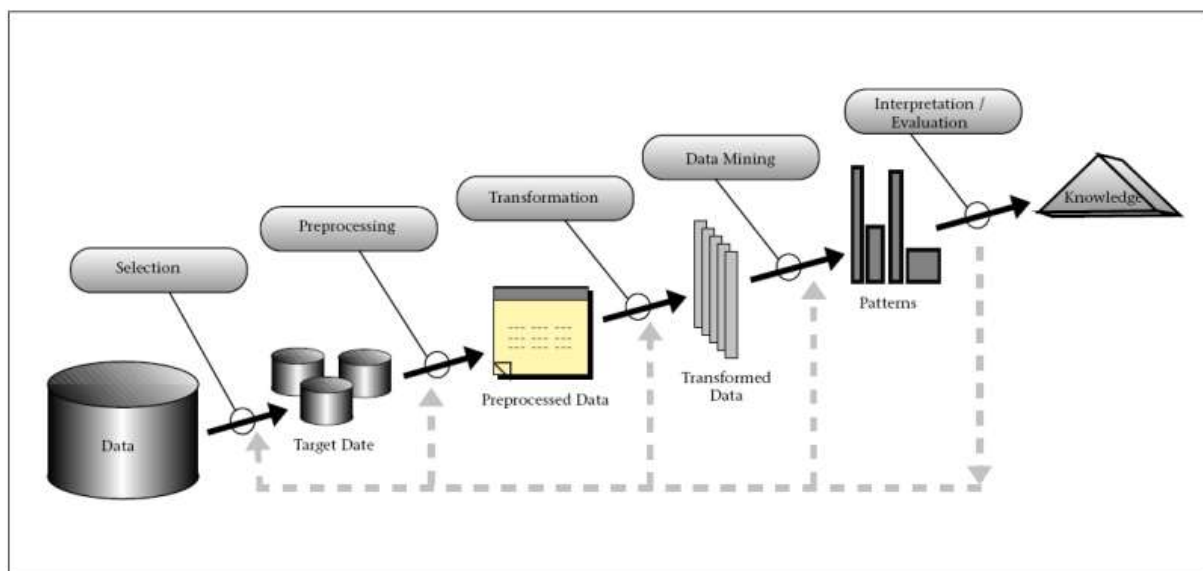 Interpretation /
Evaluation
Data Mining
Transformation
Preprocessing
Selection
Knowledge
Patterns
Transformed
Data
Preprocessed Data
Target Date
Data